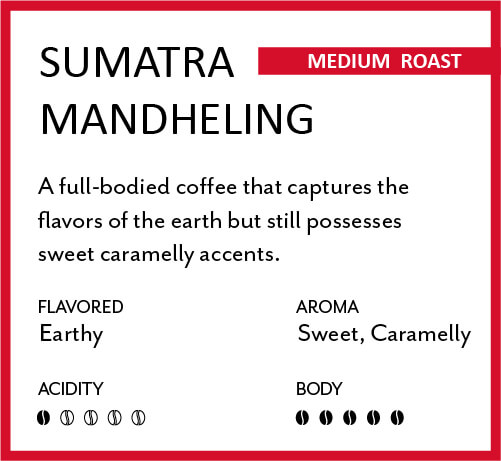 SUMATRA
MEDIUM ROAST
MANDHELING
A full-bodied coffee that captures the
flavors of the earth but still possesses
sweet caramelly accents.
FLAVORED
AROMA
Earthy
Sweet, Caramelly
ACIDITY
BODY